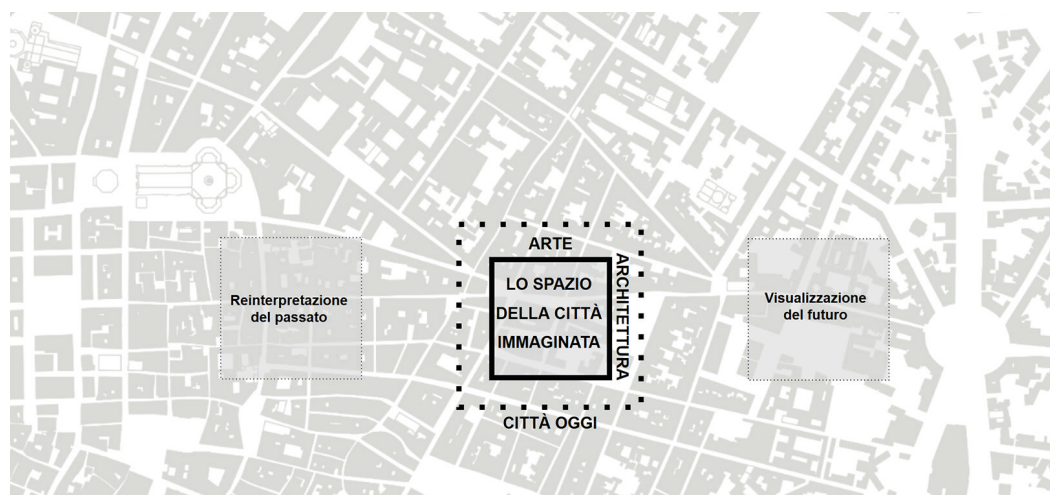 Reinterpretazione
del passato
ARTE
LO SPAZIO
DELLA CITTÀ
IMMAGINATA
ARCHITETTURA
CITTÀ OGGI
Visualizzazione
del futuro